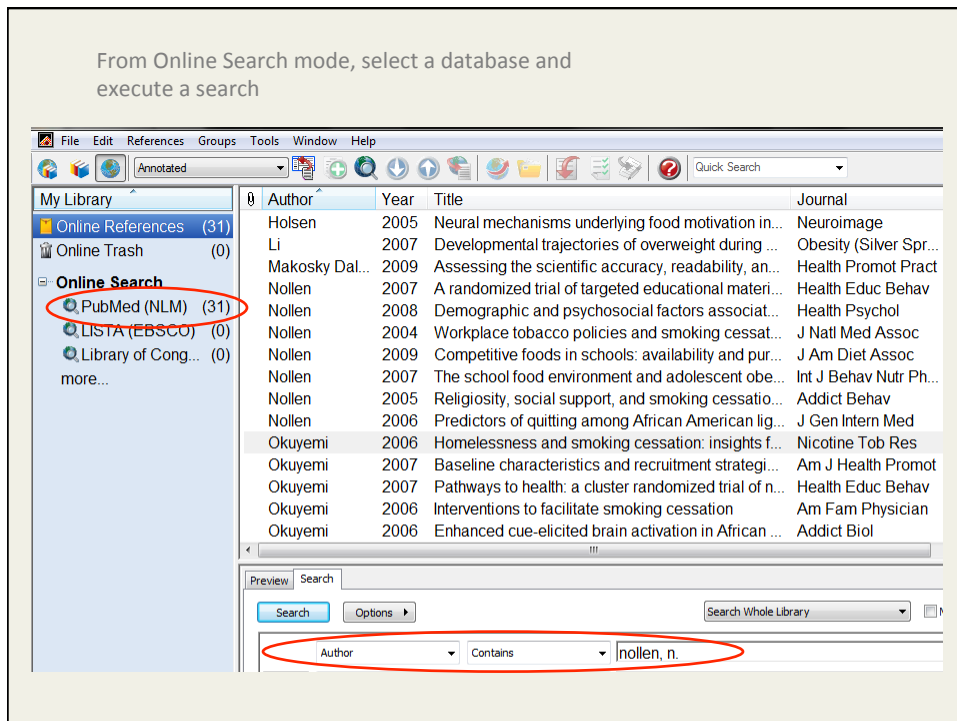 From Online Search mode, select a database and
execute a search
File Edit References Groups Tools Window Help
Annotated Quick Search
My Library Author Year Title Journal
Online References (31)
Online Trash (0)
Online Search
PubMed (NLM) (31)
LISTA (EBSCO) (0)
Library of Cong... (0)
more...
Holsen 2005 Neural mechanisms underlying food motivation in... Neuroimage
Li 2007 Developmental trajectories of overweight during ... Obesity (Silver Spr...
Makosky Dal... 2009 Assessing the scientific accuracy, readability, an... Health Promot Pract
Nollen 2007 A randomized trial of targeted educational materi... Health Educ Behav
Nollen 2008 Demographic and psychosocial factors associat... Health Psychol
Nollen 2004 Workplace tobacco policies and smoking cessat... J Natl Med Assoc
Nollen 2009 Competitive foods in schools: availability and pur... J Am Diet Assoc
Nollen 2007 The school food environment and adolescent obe... Int J Behav Nutr Ph...
Nollen 2005 Religiosity, social support, and smoking cessatio... Addict Behav
Nollen 2006 Predictors of quitting among African American lig... J Gen Intern Med
Okuyemi 2006 Homelessness and smoking cessation: insights f... Nicotine Tob Res
Okuyemi 2007 Baseline characteristics and recruitment strategi... Am J Health Promot
Okuyemi 2007 Pathways to health: a cluster randomized trial of n... Health Educ Behav
Okuyemi 2006 Interventions to facilitate smoking cessation Am Fam Physician
Okuyemi 2006 Enhanced cue-elicited brain activation in African ... Addict Biol
Preview Search
Search Options Search Whole Library
Author Contains nollen, n.